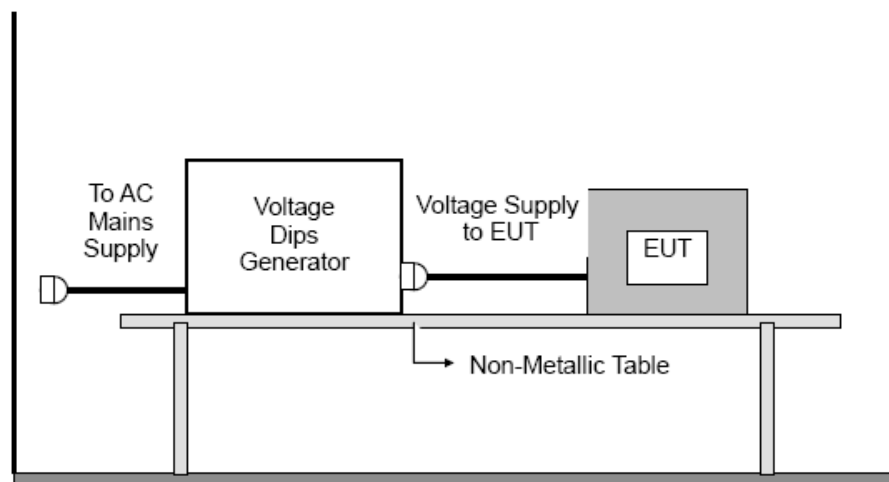 To AC
Mains
Supply
Voltage
Dips
Generator
Voltage Supply
to EUT
EUT
Non-Metallic Table